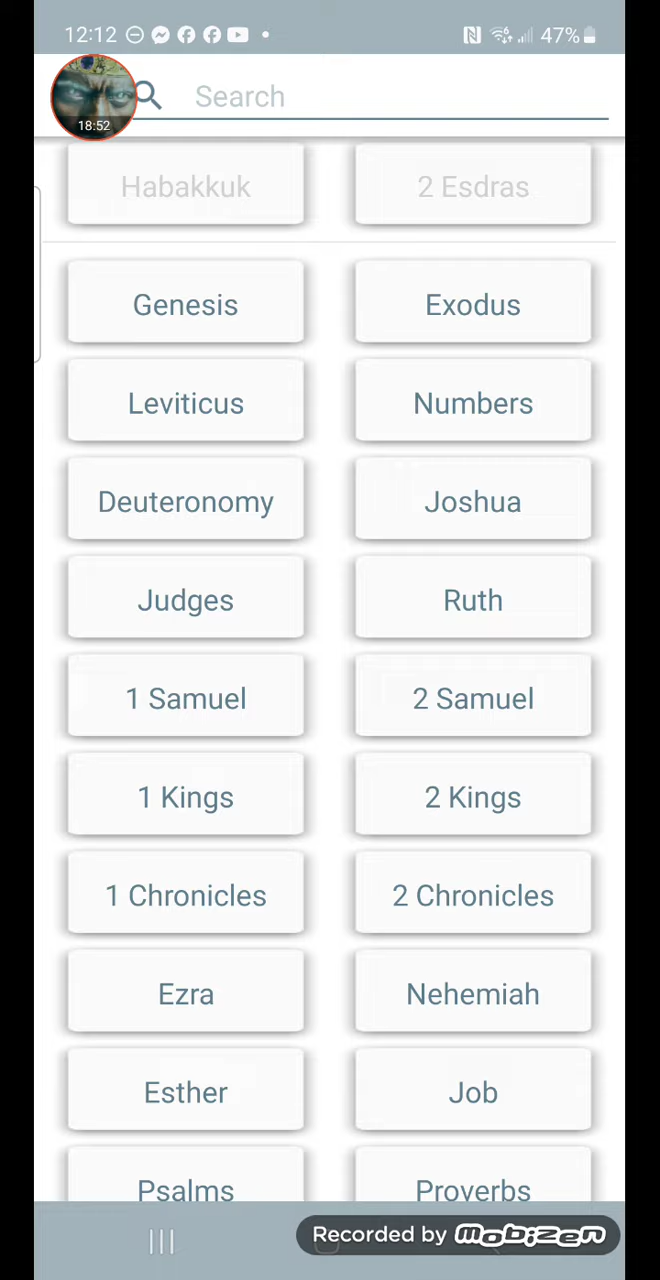 12:12 47%
Search
18:52
Habakkuk 2 Esdras
Genesis Exodus
Leviticus Numbers
Deuteronomy Joshua
Judges Ruth
1 Samuel 2 Samuel
1 Kings 2 Kings
1 Chronicles 2 Chronicles
Ezra Nehemiah
Esther Job
Psalms Proverbs
Recorded by mobizen